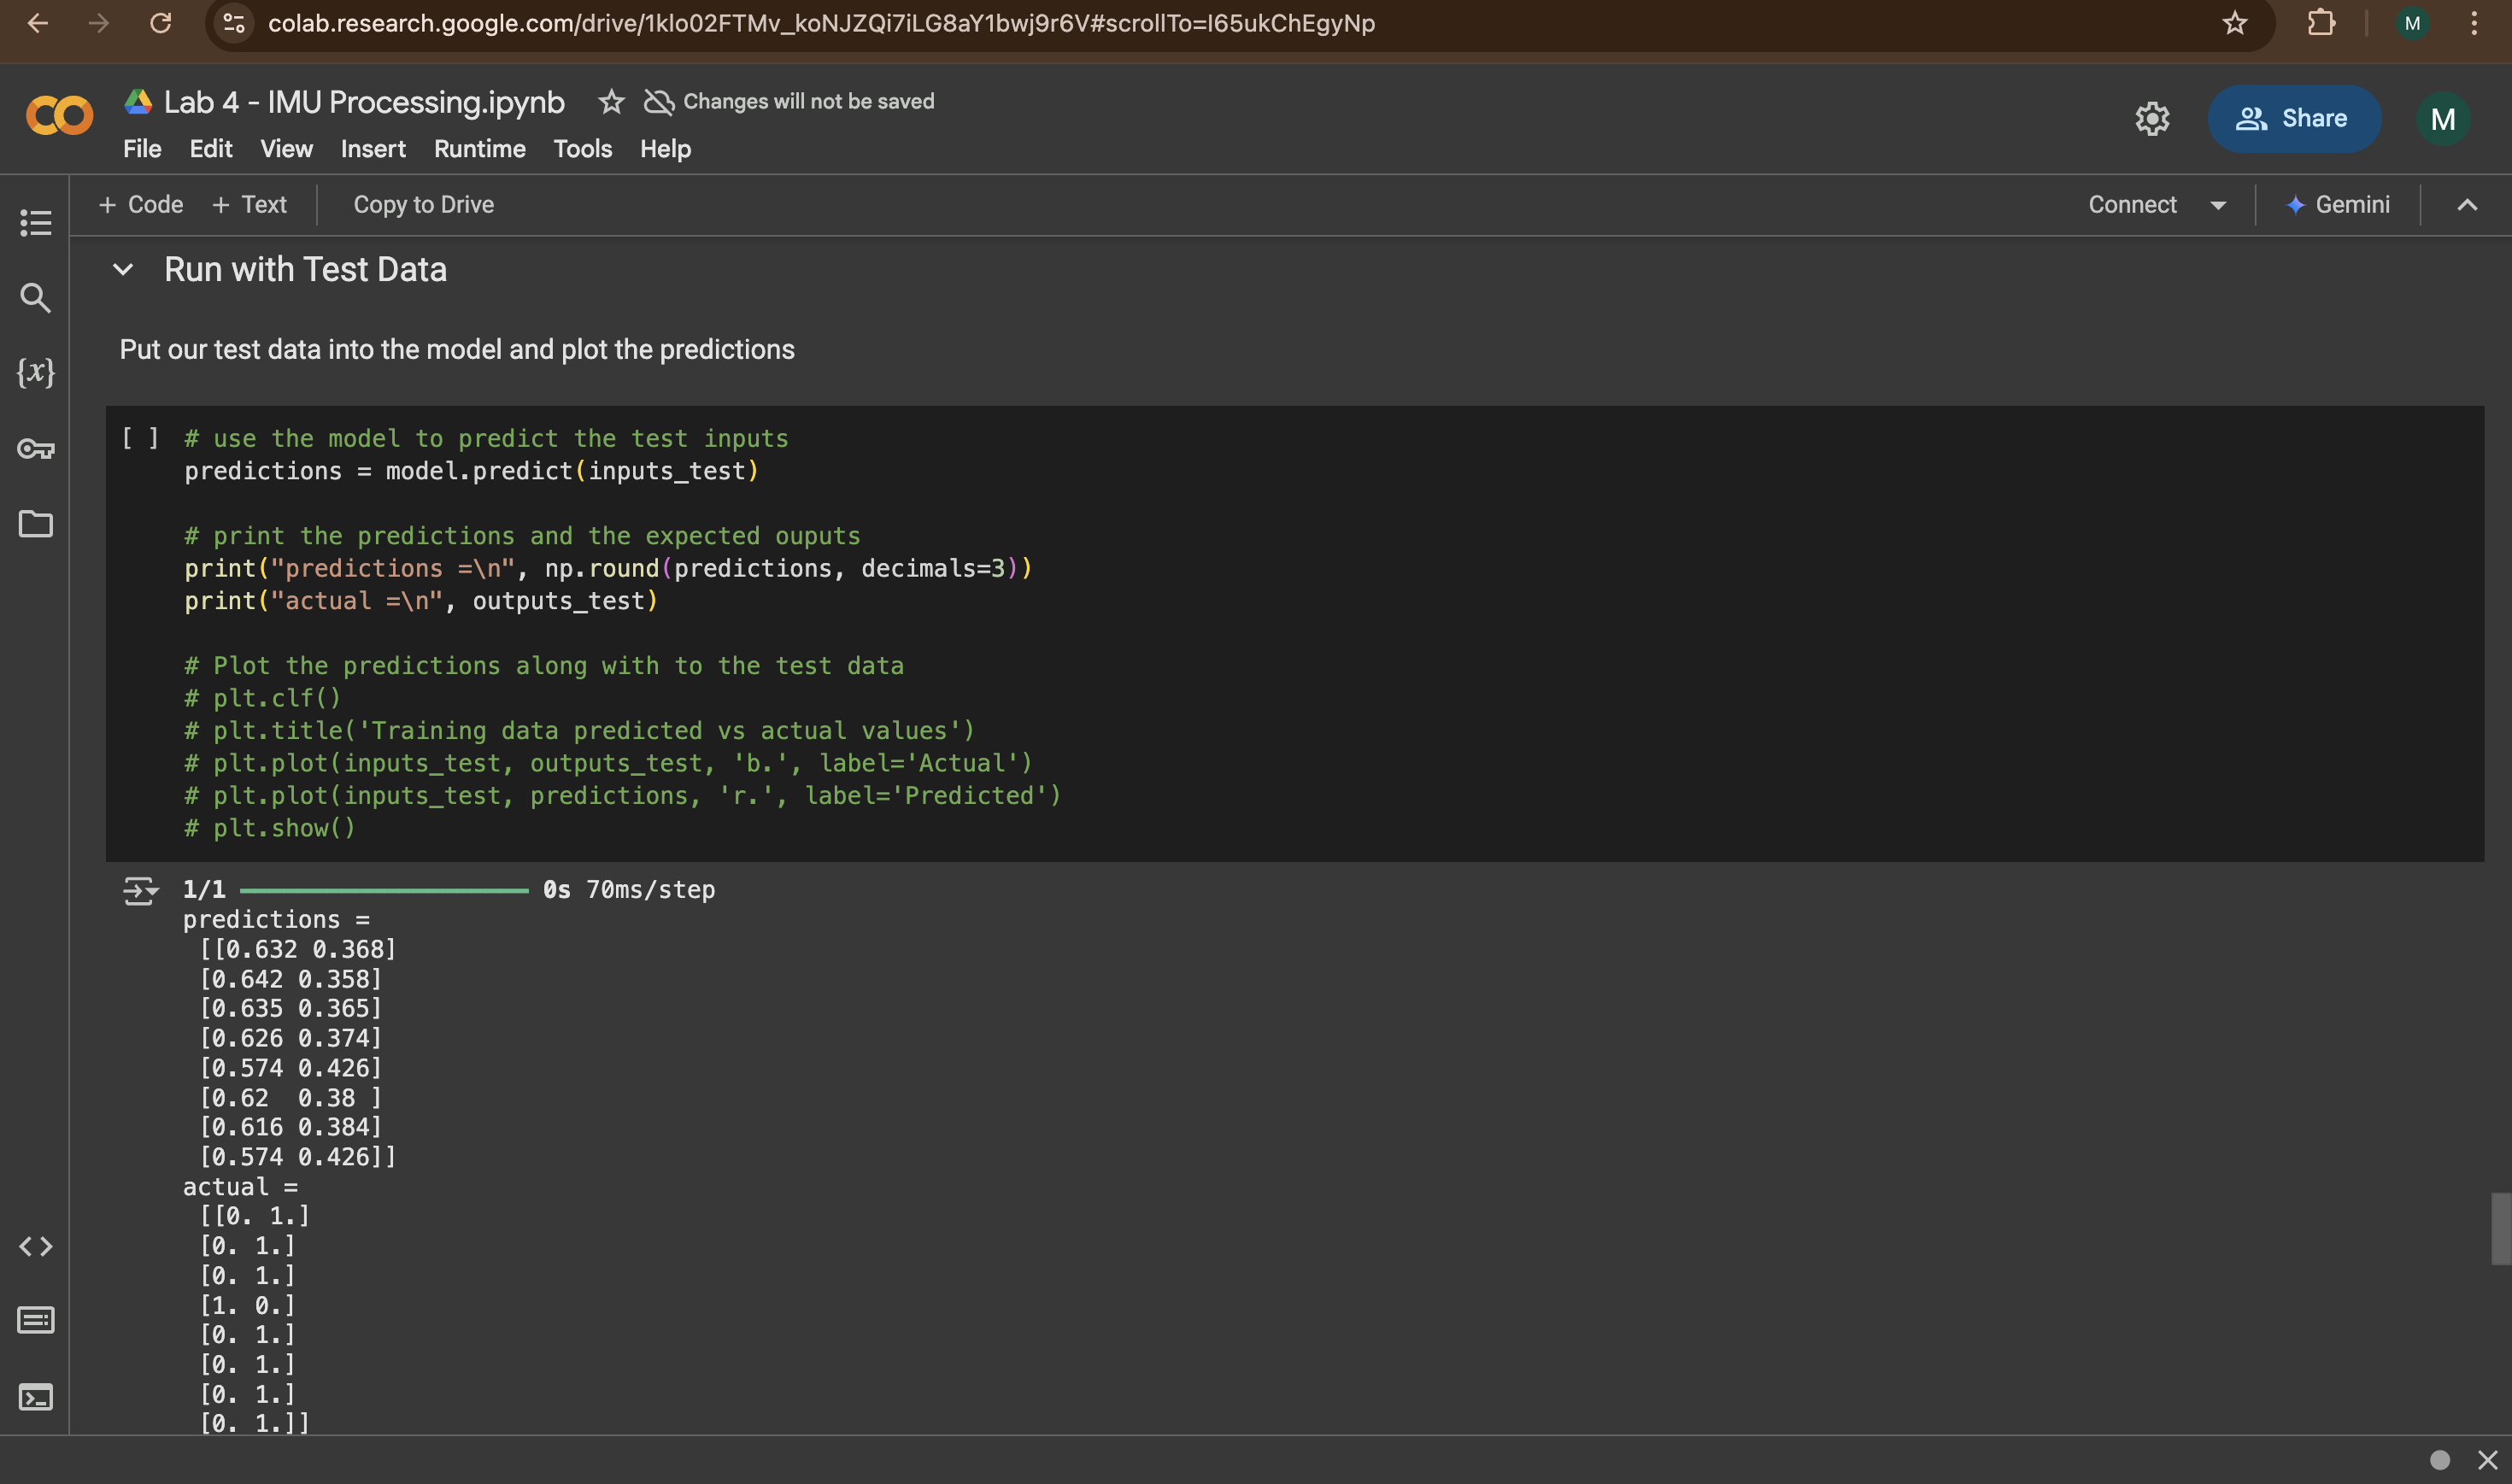 colab.research.google.com/drive/1klo02FTMv_koNJZQi7iLG8aY1bwj9r6V#scrollTo=I65ukChEgyNp
M
Lab 4 - IMU Processing.ipynb
Changes will not be saved
File Edit View Insert Runtime Tools Help
Share
M
+ Code + Text
Copy to Drive
Connect
Gemini
Run with Test Data
Put our test data into the model and plot the predictions
[ ]
# use the model to predict the test inputs
predictions = model.predict(inputs_test)
# print the predictions and the expected ouputs
print("predictions =\n", np.round(predictions, decimals=3))
print("actual =\n", outputs_test)
# Plot the predictions along with to the test data
# plt.clf()
# plt.title('Training data predicted vs actual values')
# plt.plot(inputs_test, outputs_test, 'b.', label='Actual')
# plt.plot(inputs_test, predictions, 'r.', label='Predicted')
# plt.show()
1/1 0s 70ms/step
predictions =
[[0.632 0.368]
[0.642 0.358]
[0.635 0.365]
[0.626 0.374]
[0.574 0.426]
[0.62  0.38 ]
[0.616 0.384]
[0.574 0.426]]
actual =
[[0. 1.]
[0. 1.]
[0. 1.]
[1. 0.]
[0. 1.]
[0. 1.]
[0. 1.]
[0. 1.]]
{x}